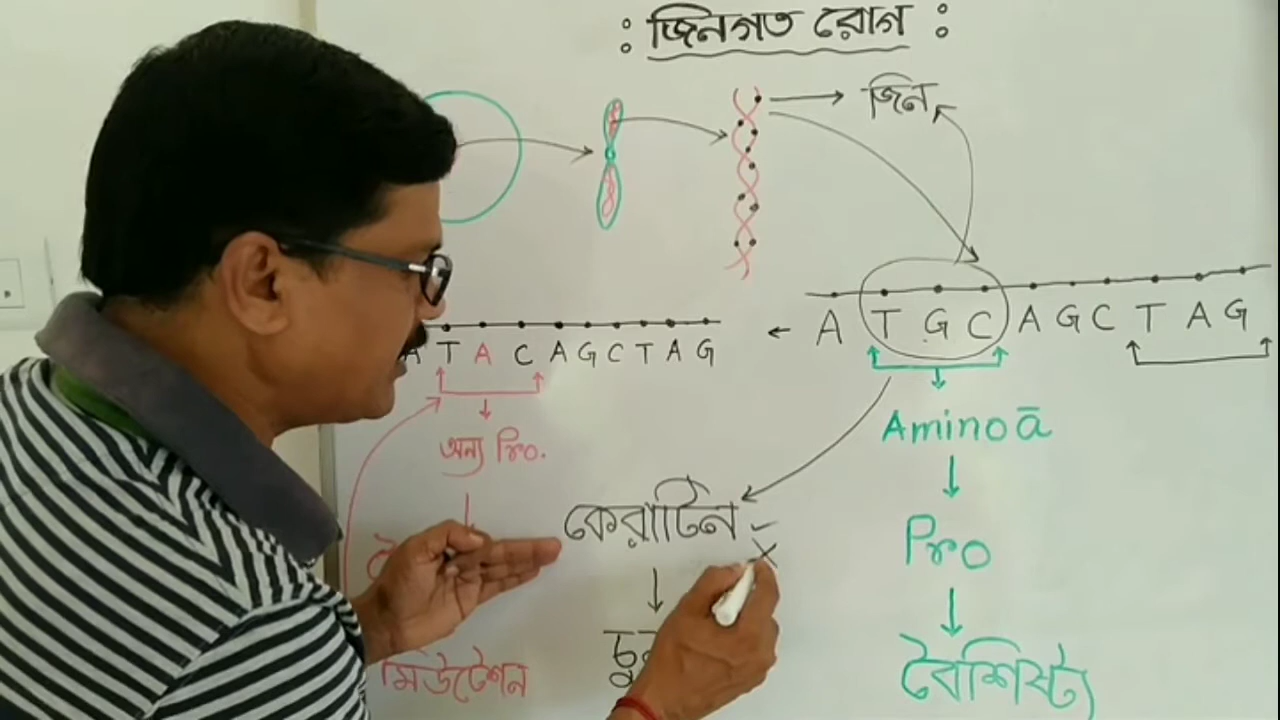 : জিনগত রোগ :
জিন
A T G C A G C T A G
A T A C A G C T A G
Amino ā
অন্য Pro.
কেরাটিন -
x
Pro
মিউটেশন
বৈশিষ্ট্য